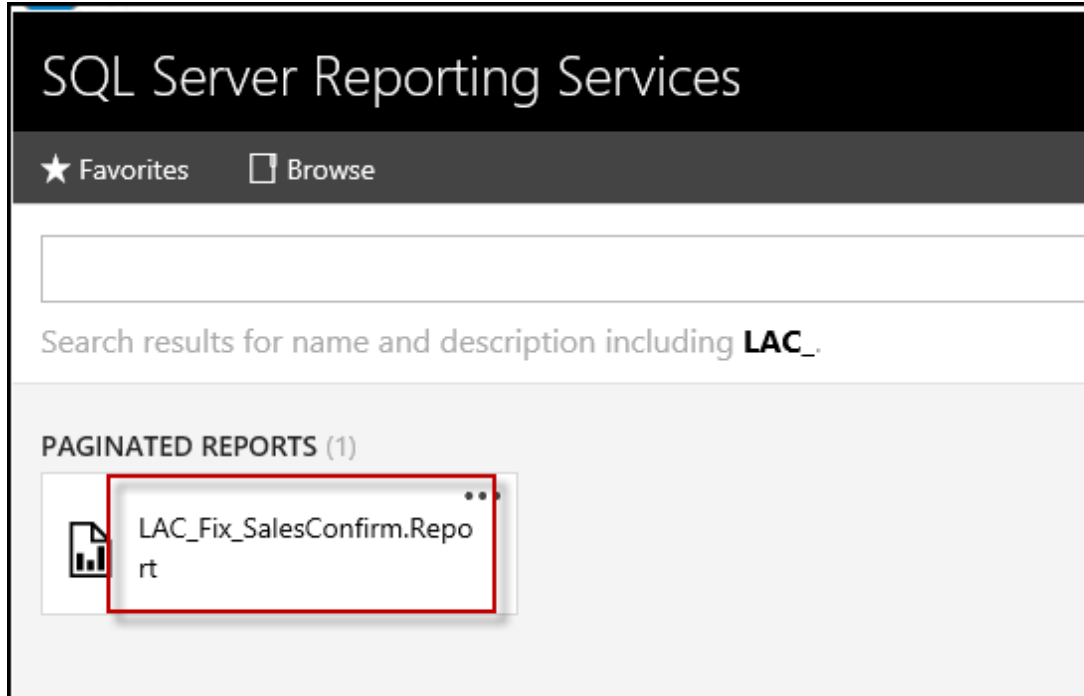 SQL Server Reporting Services
Favorites Browse
Search results for name and description including LAC_.
PAGINATED REPORTS (1)
LAC_Fix_SalesConfirm.Repo
rt